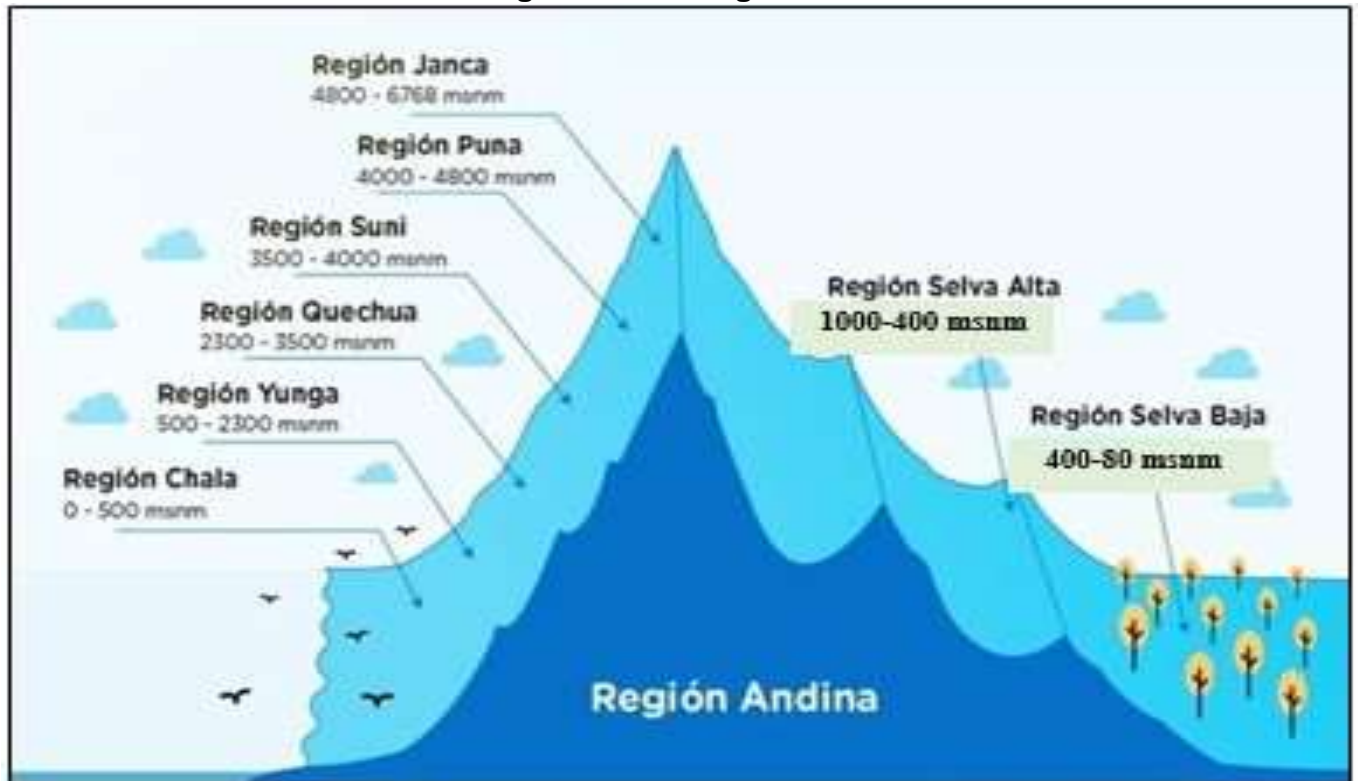 Región Janca
4800 - 6768 msnm
Región Puna
4000 - 4800 msnm
Región Suni
3500 - 4000 msnm
Región Quechua
2300 - 3500 msnm
Región Yunga
500 - 2300 msnm
Región Chala
0 - 500 msnm
Región Selva Alta
1000-400 msnm
Región Selva Baja
400-80 msnm
Región Andina